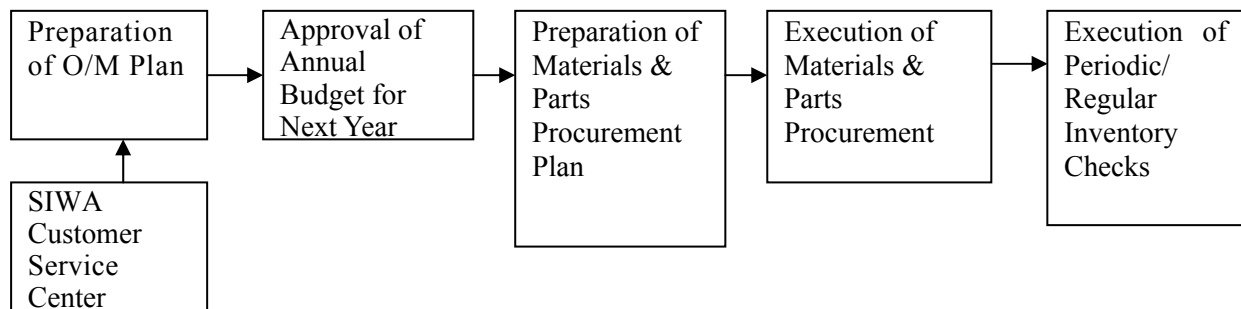 Preparation
of O/M Plan
Approval of
Annual
Budget for
Next Year
Preparation of
Materials &
Parts
Procurement
Plan
Execution of
Materials &
Parts
Procurement
Execution of
Periodic/
Regular
Inventory
Checks
SIWA
Customer
Service
Center